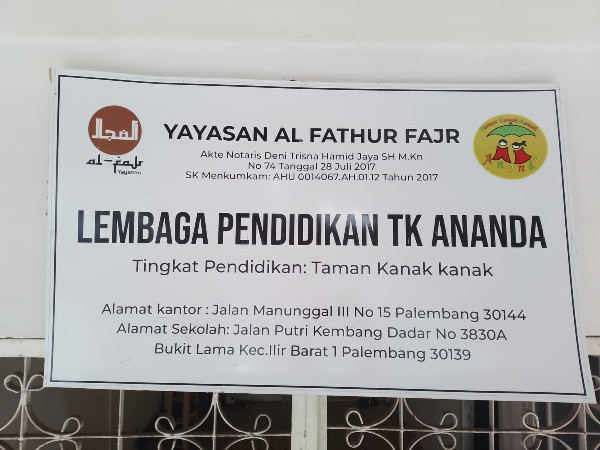 الفجر
al-fajr
Yayasan
YAYASAN AL FATHUR FAJR
Akte Notaris Deni Trisna Hamid Jaya SH M.Kn
No 74 Tanggal 28 Juli 2017
SK Menkumkam: AHU 0014067.AH.01.12 Tahun 2017
Ananda
LEMBAGA PENDIDIKAN TK ANANDA
Tingkat Pendidikan: Taman Kanak kanak
Alamat kantor : Jalan Manunggal III No 15 Palembang 30144
Alamat Sekolah: Jalan Putri Kembang Dadar No 3830A
Bukit Lama Kec.Ilir Barat 1 Palembang 30139